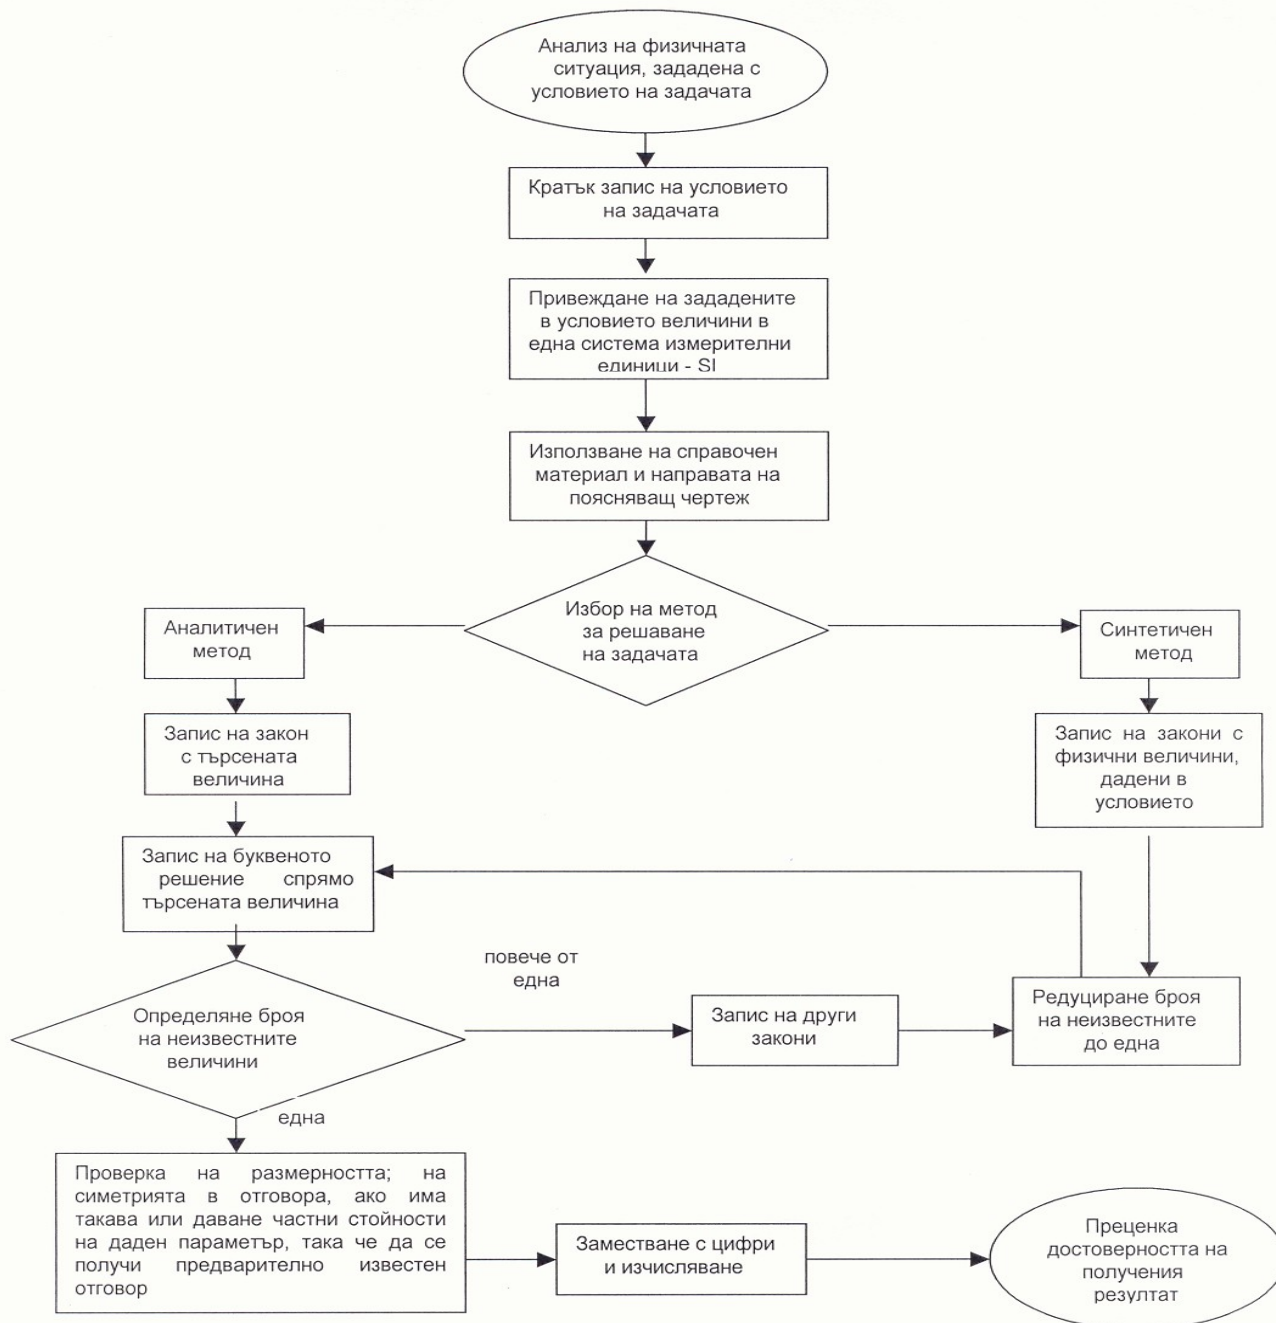 Анализ на физичната
ситуация, зададена с
условието на задачата
Кратък запис на условието
на задачата
Привеждане на зададените
в условието величини в
една система измерителни
единици - SI
Използване на справочен
материал и направата на
поясняващ чертеж
Избор на метод
за решаване
на задачата
Аналитичен
метод
Синтетичен
метод
Запис на закон
с търсената
величина
Запис на закони с
физични величини,
дадени в
условието
Запис на буквеното
решение спрямо
търсената величина
повече от
една
Определяне броя
на неизвестните
величини
Запис на други
закони
Редуциране броя
на неизвестните
до една
една
Проверка на размерността; на
симетрията в отговора, ако има
такава или даване частни стойности
на даден параметър, така че да се
получи предварително известен
отговор
Заместване с цифри
и изчисляване
Преценка
достоверността на
получения
резултат